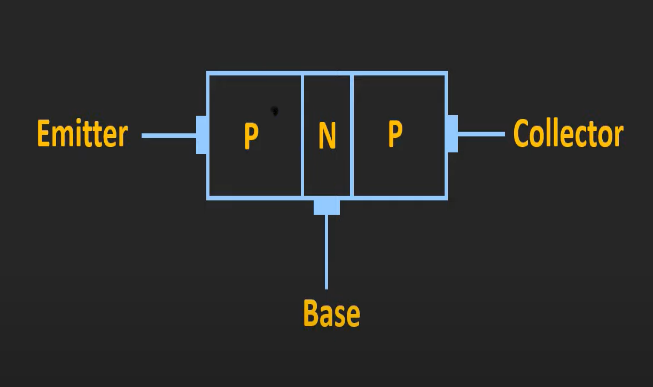 Emitter
P
N
P
Collector
Base